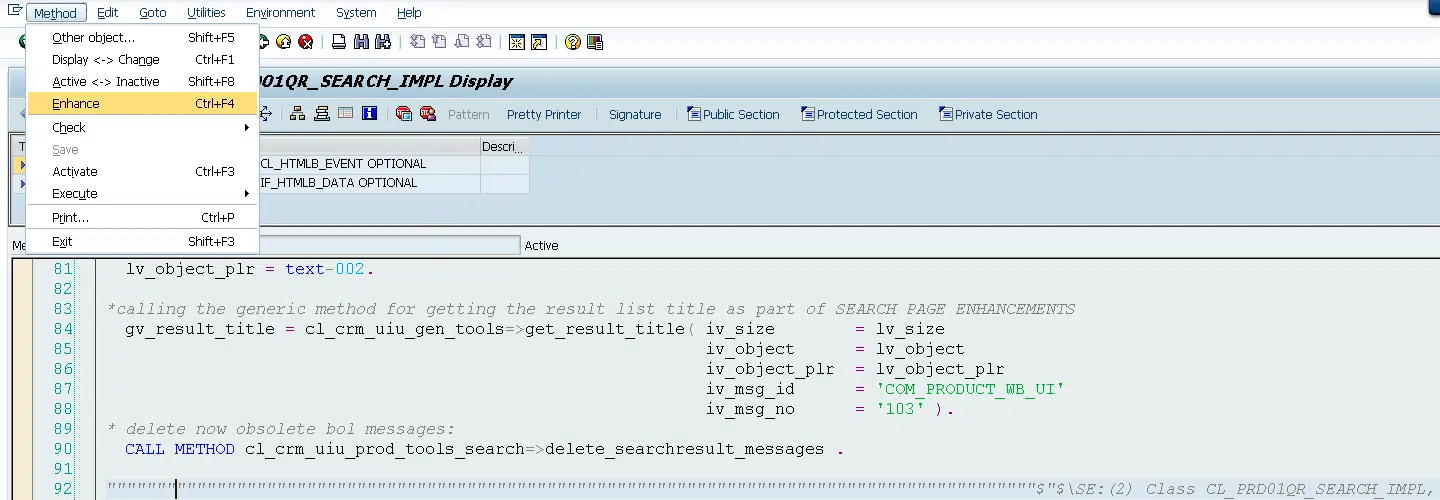 Method Edit Goto Utilities Environment System Help
Other object... Shift+F5
Display <-> Change Ctrl+F1
Active <-> Inactive Shift+F8
D01QR_SEARCH_IMPL Display
Enhance Ctrl+F4
Pattern Pretty Printer Signature Public Section Protected Section Private Section
Check
Save
T Descri...
Activate Ctrl+F3
CL_HTMLB_EVENT OPTIONAL
Execute
IF_HTMLB_DATA OPTIONAL
Print... Ctrl+P
Exit Shift+F3
Me Active
81 lv_object_plr = text-002.
82
83 *calling the generic method for getting the result list title as part of SEARCH PAGE ENHANCEMENTS
84 gv_result_title = cl_crm_uiu_gen_tools=>get_result_title( iv_size = lv_size
85 iv_object = lv_object
86 iv_object_plr = lv_object_plr
87 iv_msg_id = 'COM_PRODUCT_WB_UI'
88 iv_msg_no = '103' ).
89 * delete now obsolete bol messages:
90 CALL METHOD cl_crm_uiu_prod_tools_search=>delete_searchresult_messages .
91
92 """""""""""""""""""""""""""""""""""""""""""""""""""""""""""""""""""""""""""""""""""""""""""""$"$\SE:(2) Class CL_PRD01QR_SEARCH_IMPL,